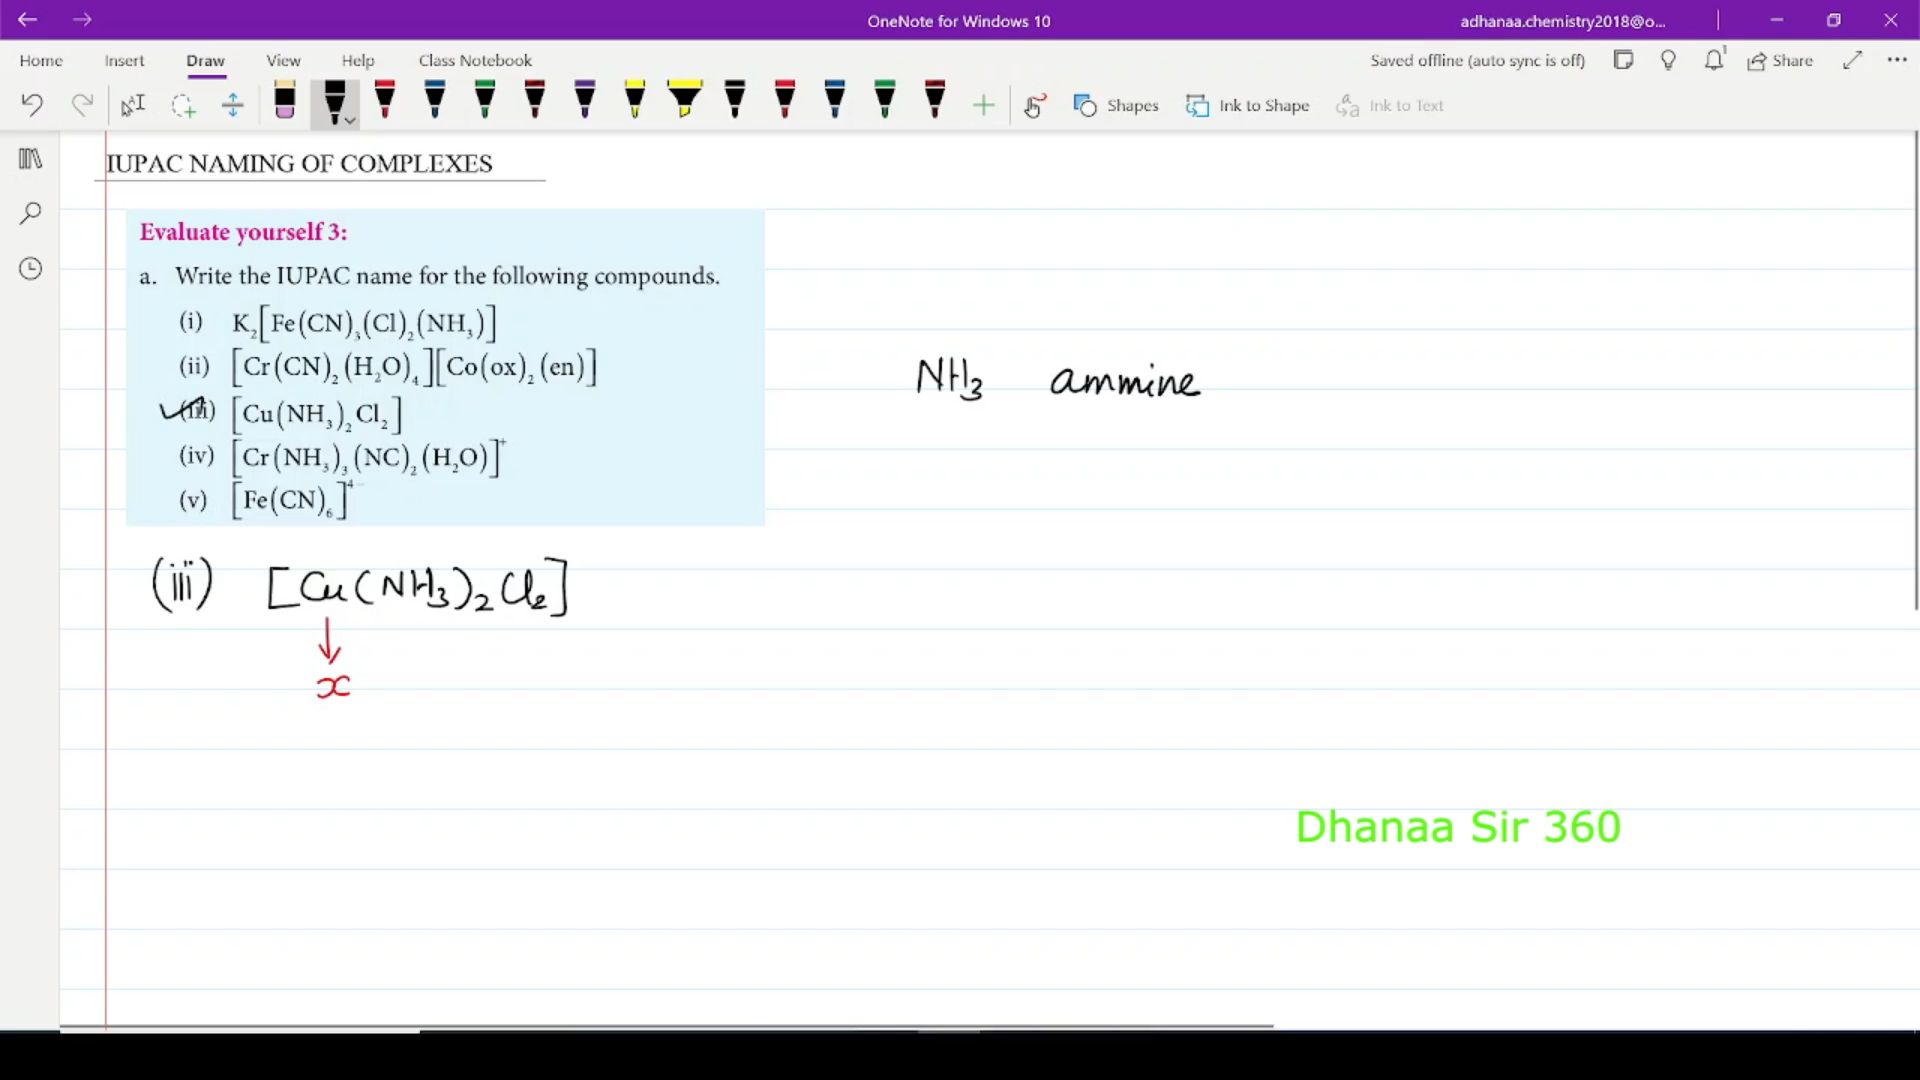 OneNote for Windows 10
adhanaa.chemistry2018@o...
Home Insert Draw View Help Class Notebook
Saved offline (auto sync is off)
1
Share
Shapes
Ink to Shape
Ink to Text
IUPAC NAMING OF COMPLEXES
Evaluate yourself 3:
a. Write the IUPAC name for the following compounds.
(i) K₂[Fe(CN)₃(Cl)₂(NH₃)]
(ii) [Cr(CN)₂(H₂O)₄][Co(ox)₂(en)]
(iii) [Cu(NH₃)₂Cl₂]
(iv) [Cr(NH₃)₃(NC)₂(H₂O)]⁺
(v) [Fe(CN)₆]⁴⁻
NH₃ ammine
(iii) [Cu(NH₃)₂Cl₂]
↓
x
Dhanaa Sir 360